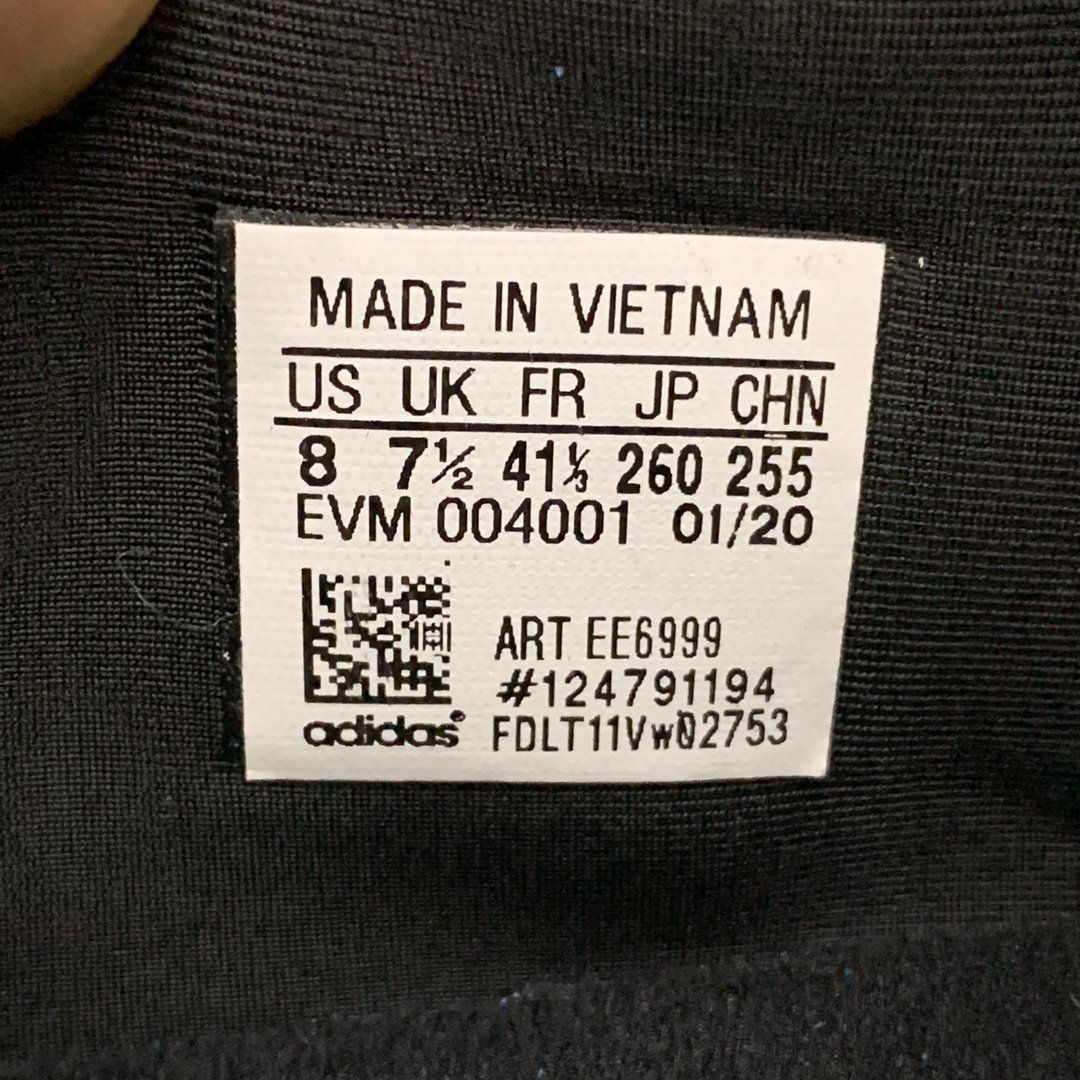 MADE IN VIETNAM
US UK FR JP CHN
8 7½ 41⅓ 260 255
EVM 004001 01/20
ART EE6999
#124791194
adidas® FDLT11Vw02753